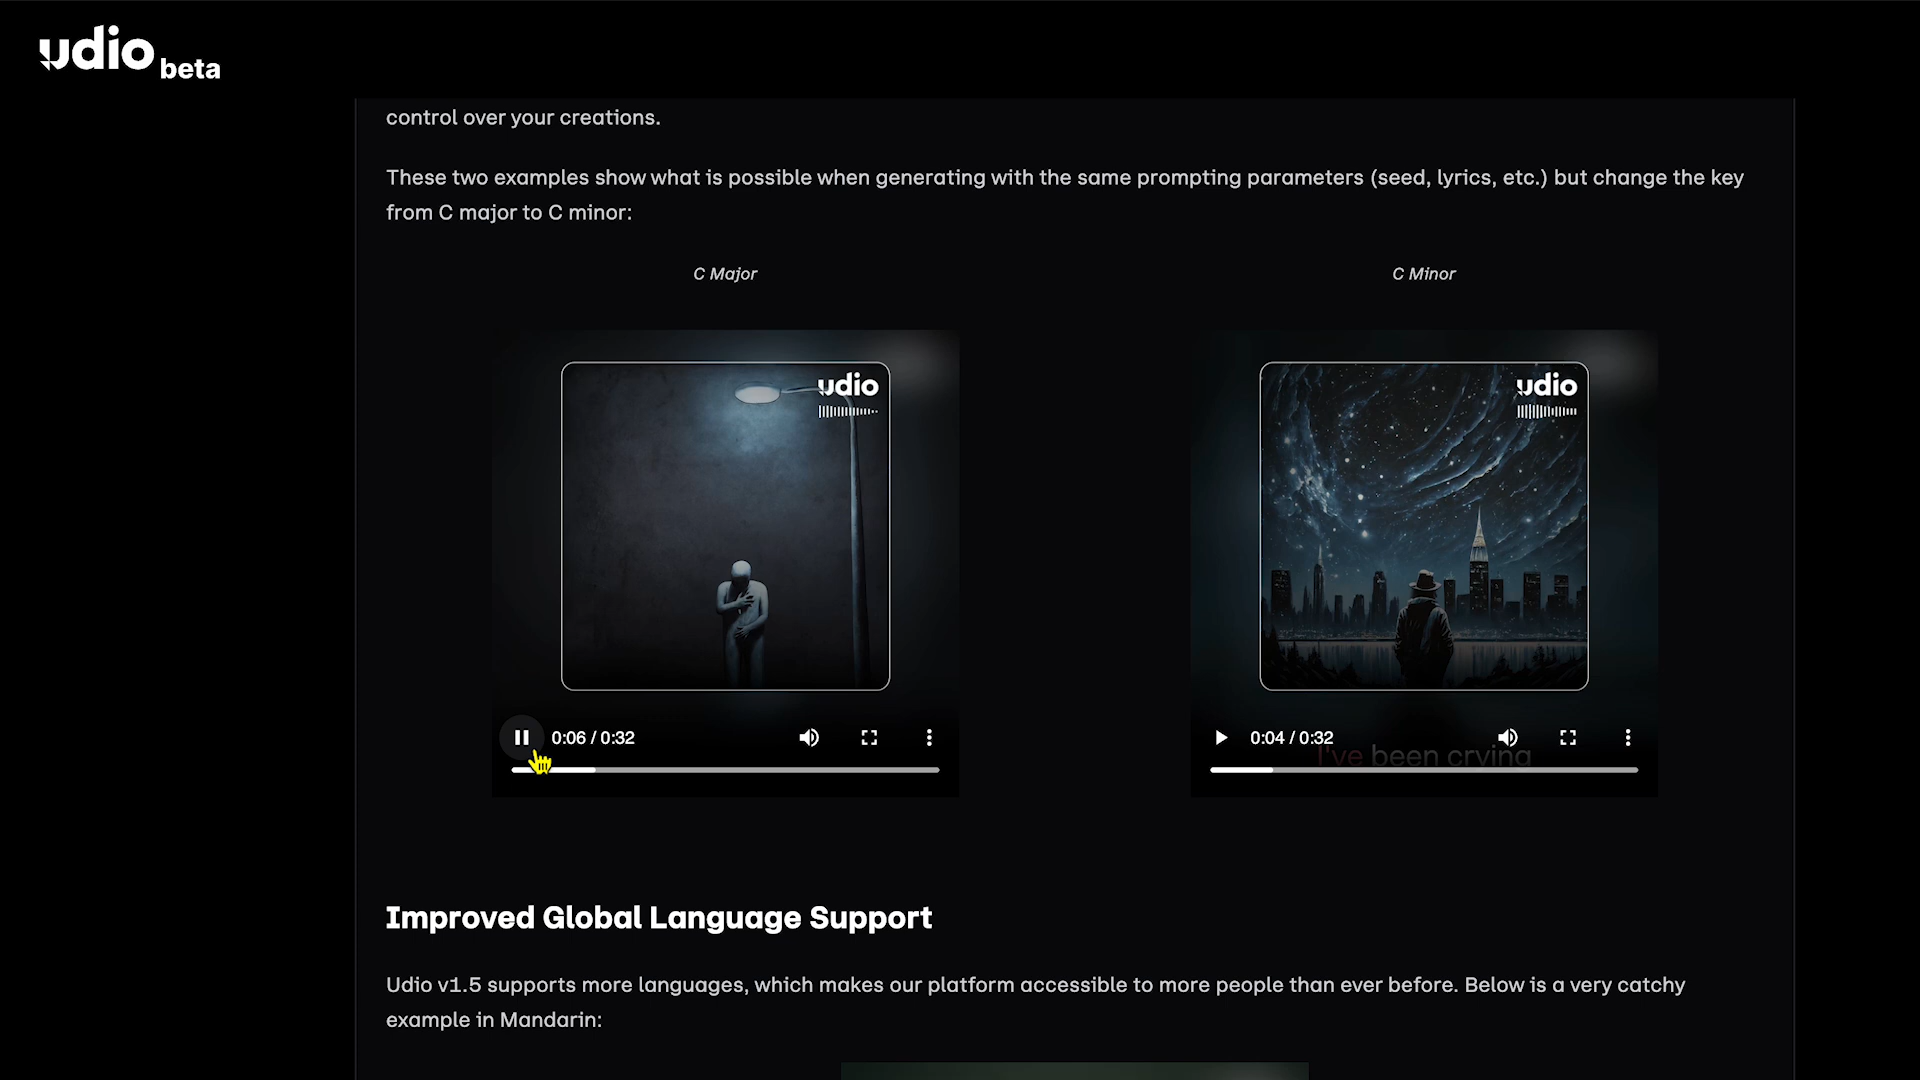 udio beta
control over your creations.
These two examples show what is possible when generating with the same prompting parameters (seed, lyrics, etc.) but change the key
from C major to C minor:
C Major
C Minor
udio
udio
0:06 / 0:32
0:04 / 0:32
I've been crying
Improved Global Language Support
Udio v1.5 supports more languages, which makes our platform accessible to more people than ever before. Below is a very catchy
example in Mandarin: